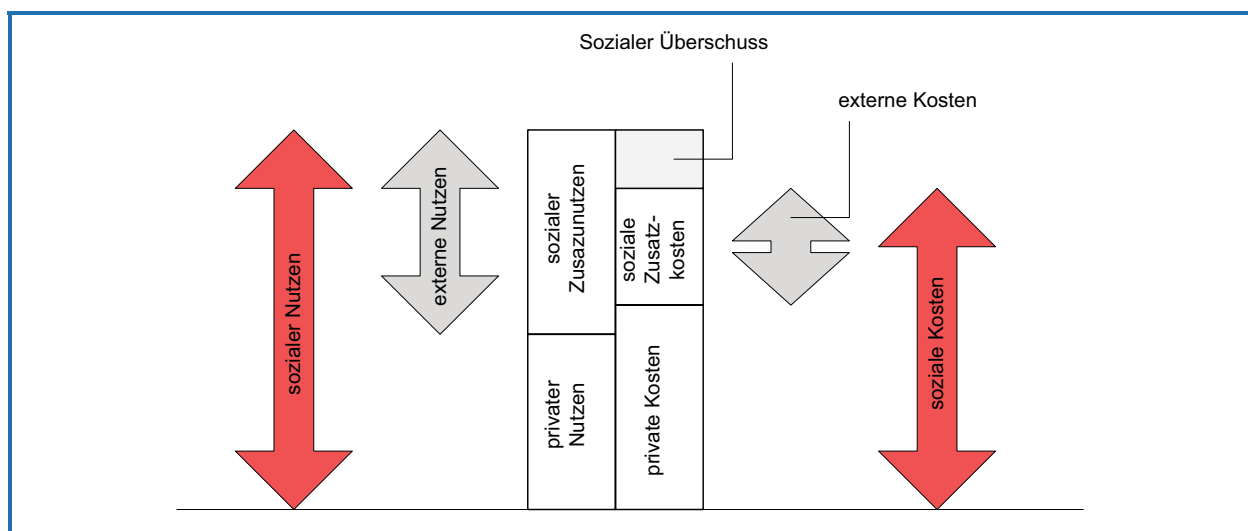 Sozialer Überschuss
externe Kosten
sozialer Nutzen
externe Nutzen
sozialer
Zusazunutzen
soziale
Zusatz-
kosten
privater
Nutzen
private Kosten
soziale Kosten